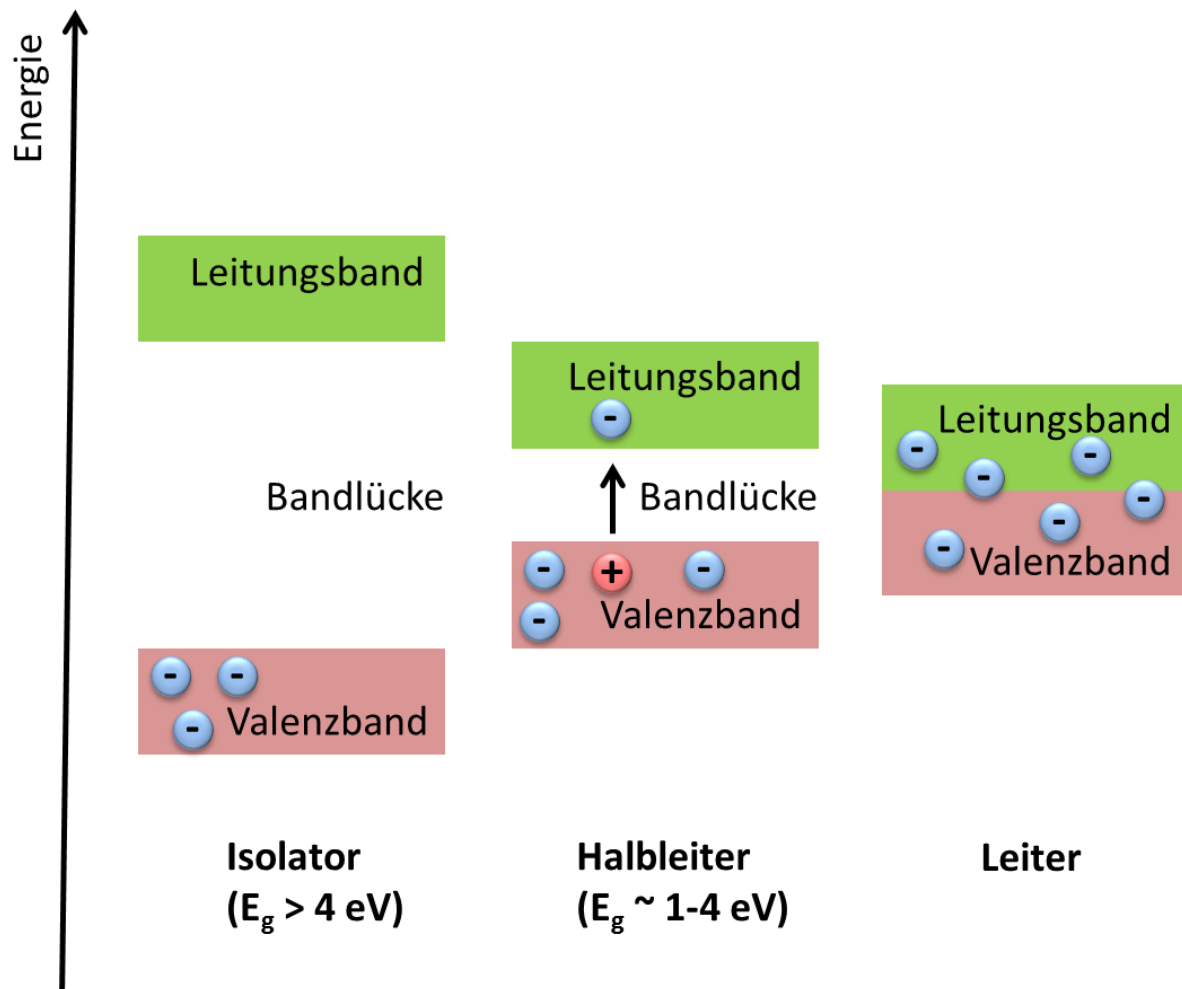 Energie
Leitungsband
Bandlücke
-
-
-
Valenzband
Isolator
(Eg > 4 eV)
Leitungsband
-
Bandlücke
-
+
-
-
Valenzband
Halbleiter
(Eg ~ 1-4 eV)
Leitungsband
-
-
-
-
-
-
Valenzband
Leiter